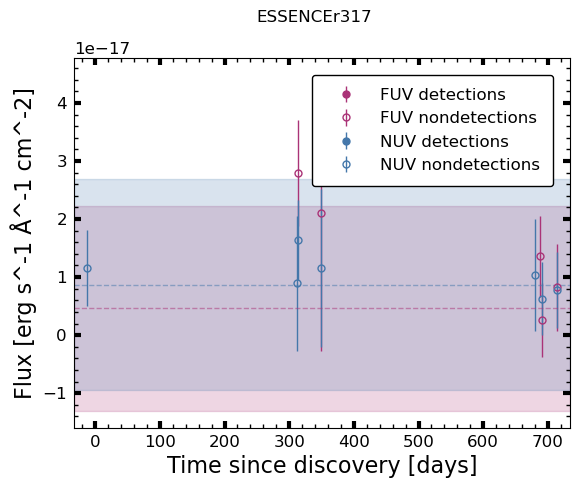 ESSENCEr317
1e−17
FUV detections
FUV nondetections
NUV detections
NUV nondetections
4
3
2
1
0
−1
Flux [erg s^-1 Å^-1 cm^-2]
0 100 200 300 400 500 600 700
Time since discovery [days]